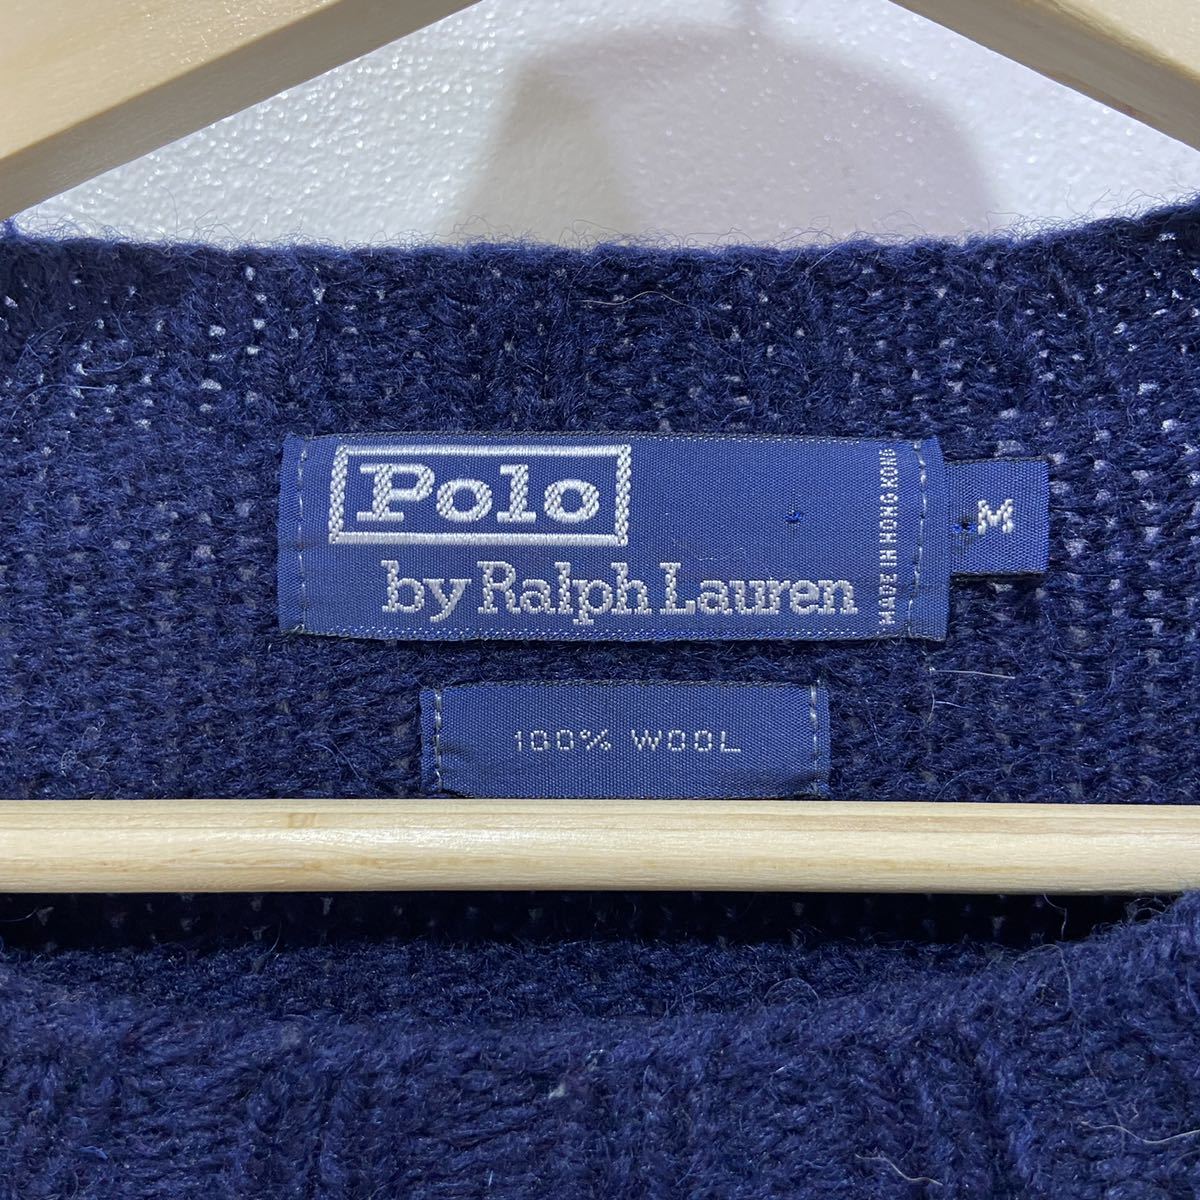 Polo
by Ralph Lauren
MADE IN HONG KONG
M
100% WOOL